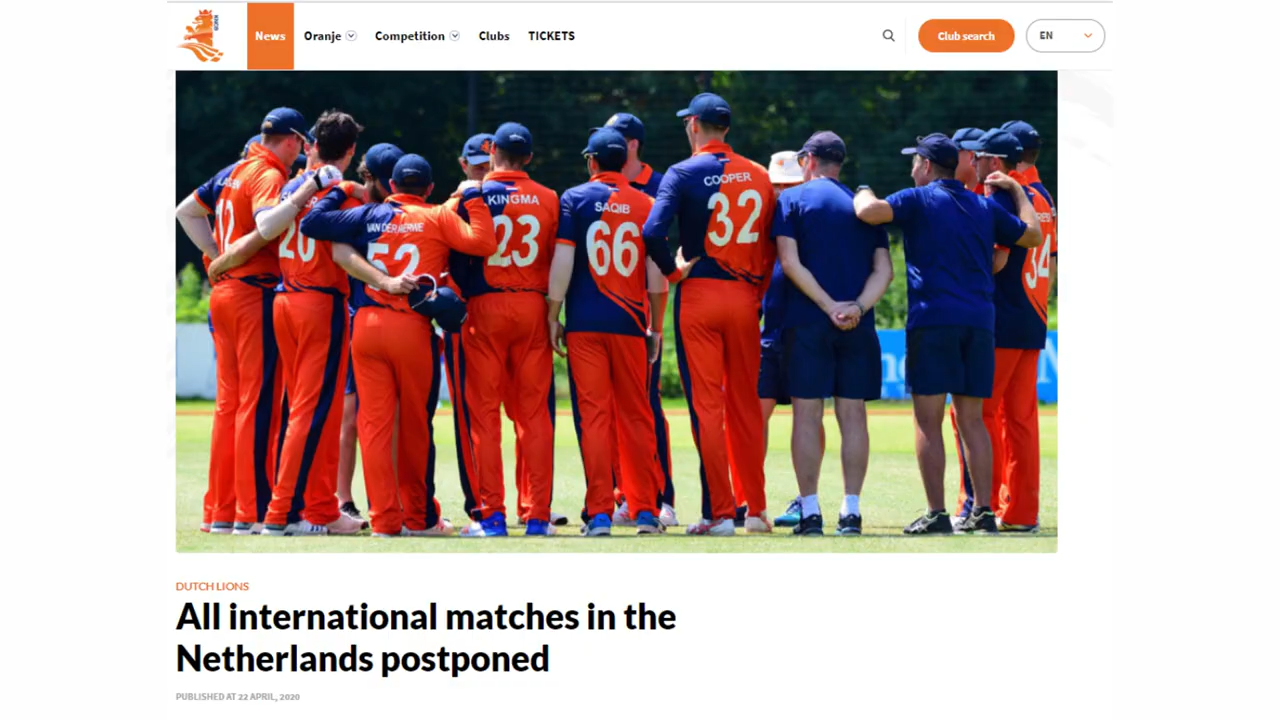 KNCB
News
Oranje
Competition
Clubs
TICKETS
Club search
EN
12
20
VAN DER MERWE
52
KINGMA
23
SAQIB
66
COOPER
32
34
DUTCH LIONS
All international matches in the
Netherlands postponed
PUBLISHED AT 22 APRIL, 2020